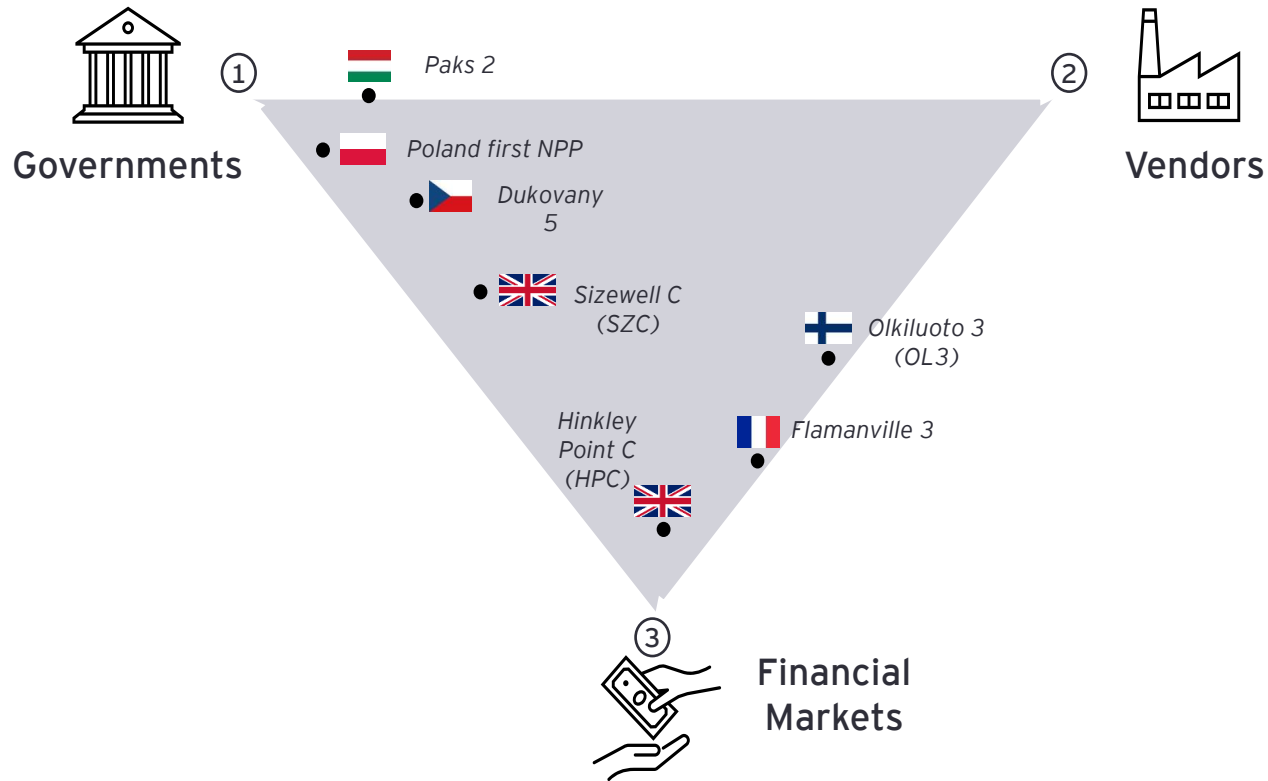 1
Paks 2
2
Governments
Poland first NPP
Vendors
Dukovany
5
Sizewell C
(SZC)
Olkiluoto 3
(OL3)
Hinkley
Point C
(HPC)
Flamanville 3
3
Financial
Markets